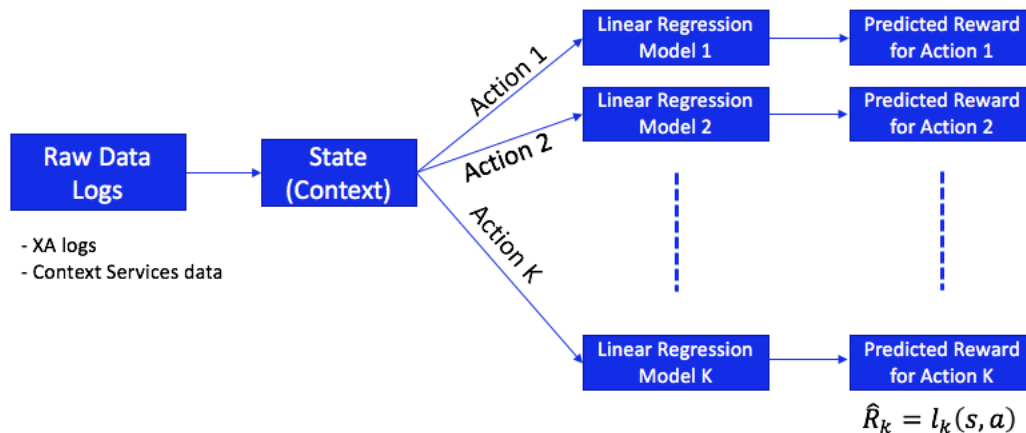 Raw Data
Logs
- XA logs
- Context Services data
State
(Context)
Action 1
Action 2
Action K
Linear Regression
Model 1
Predicted Reward
for Action 1
Linear Regression
Model 2
Predicted Reward
for Action 2
Linear Regression
Model K
Predicted Reward
for Action K
R̂ₖ = lₖ(s, a)